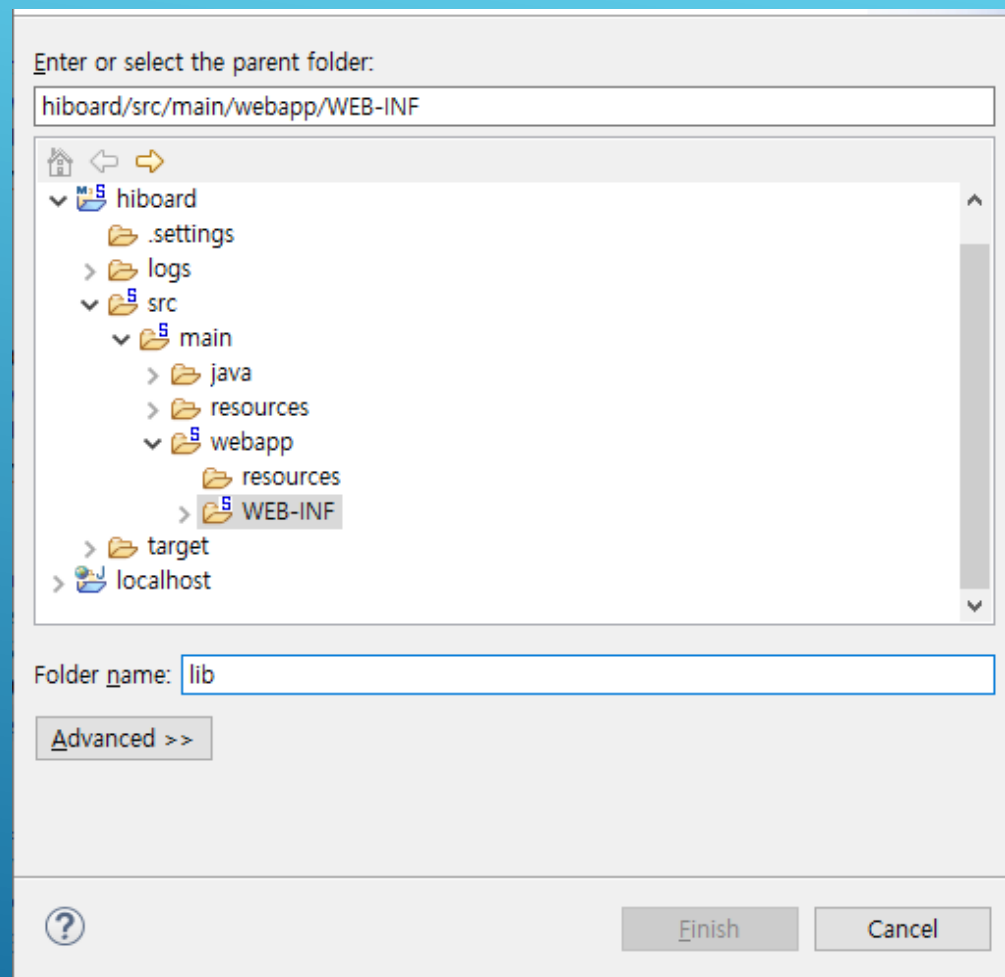 Enter or select the parent folder:
hiboard/src/main/webapp/WEB-INF
hiboard
.settings
logs
src
main
java
resources
webapp
resources
WEB-INF
target
localhost
Folder name: lib
Advanced >>
Finish Cancel